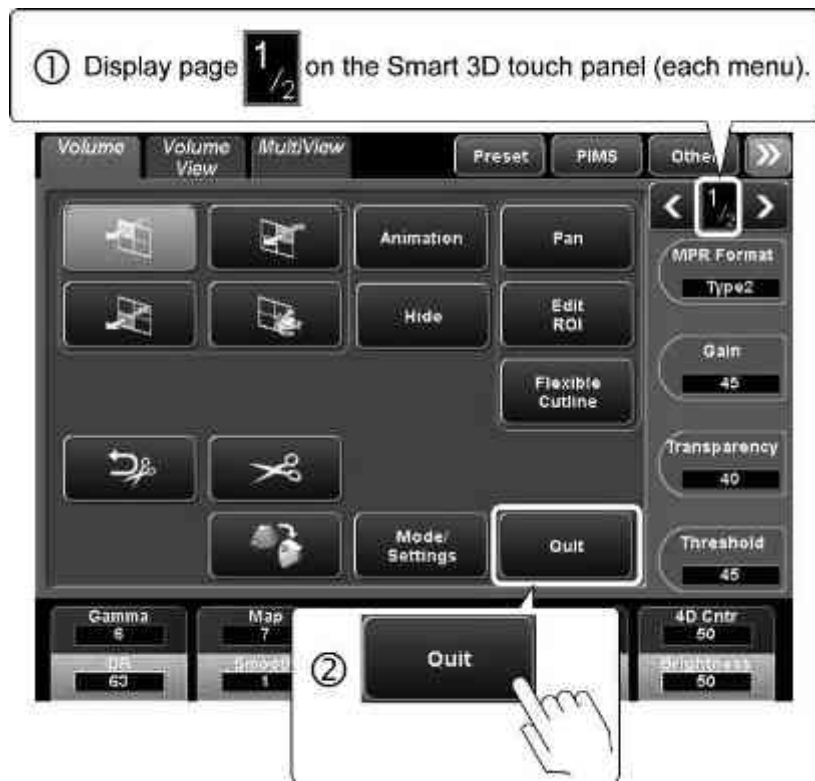 ① Display page 1/2 on the Smart 3D touch panel (each menu).
Volume
Volume
View
MultiView
Preset
PIMS
Other
1/2
Animation
Pan
MPR Format
Type2
Hide
Edit
ROI
Gain
45
Flexible
Cutline
Transparency
40
Mode/
Settings
Quit
Threshold
45
Gamma
6
Map
7
4D Cntr
50
DR
63
1
Brightness
50
② Quit